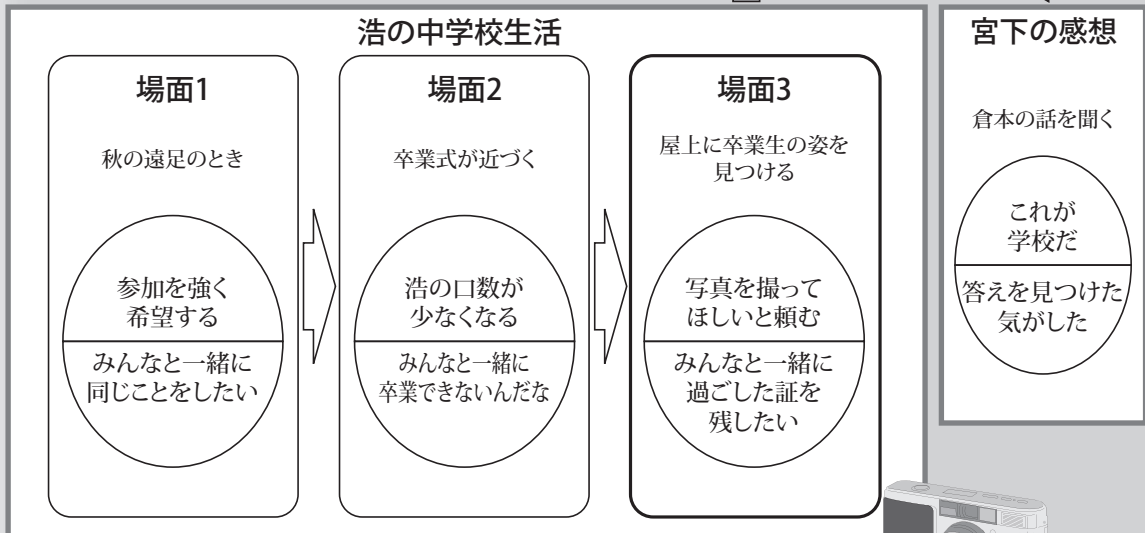 浩の中学校生活
場面1
秋の遠足のとき
参加を強く
希望する
みんなと一緒に
同じことをしたい
場面2
卒業式が近づく
浩の口数が
少なくなる
みんなと一緒に
卒業できないんだな
場面3
屋上に卒業生の姿を
見つける
写真を撮って
ほしいと頼む
みんなと一緒に
過ごした証を
残したい
宮下の感想
倉本の話を聞く
これが
学校だ
答えを見つけた
気がした